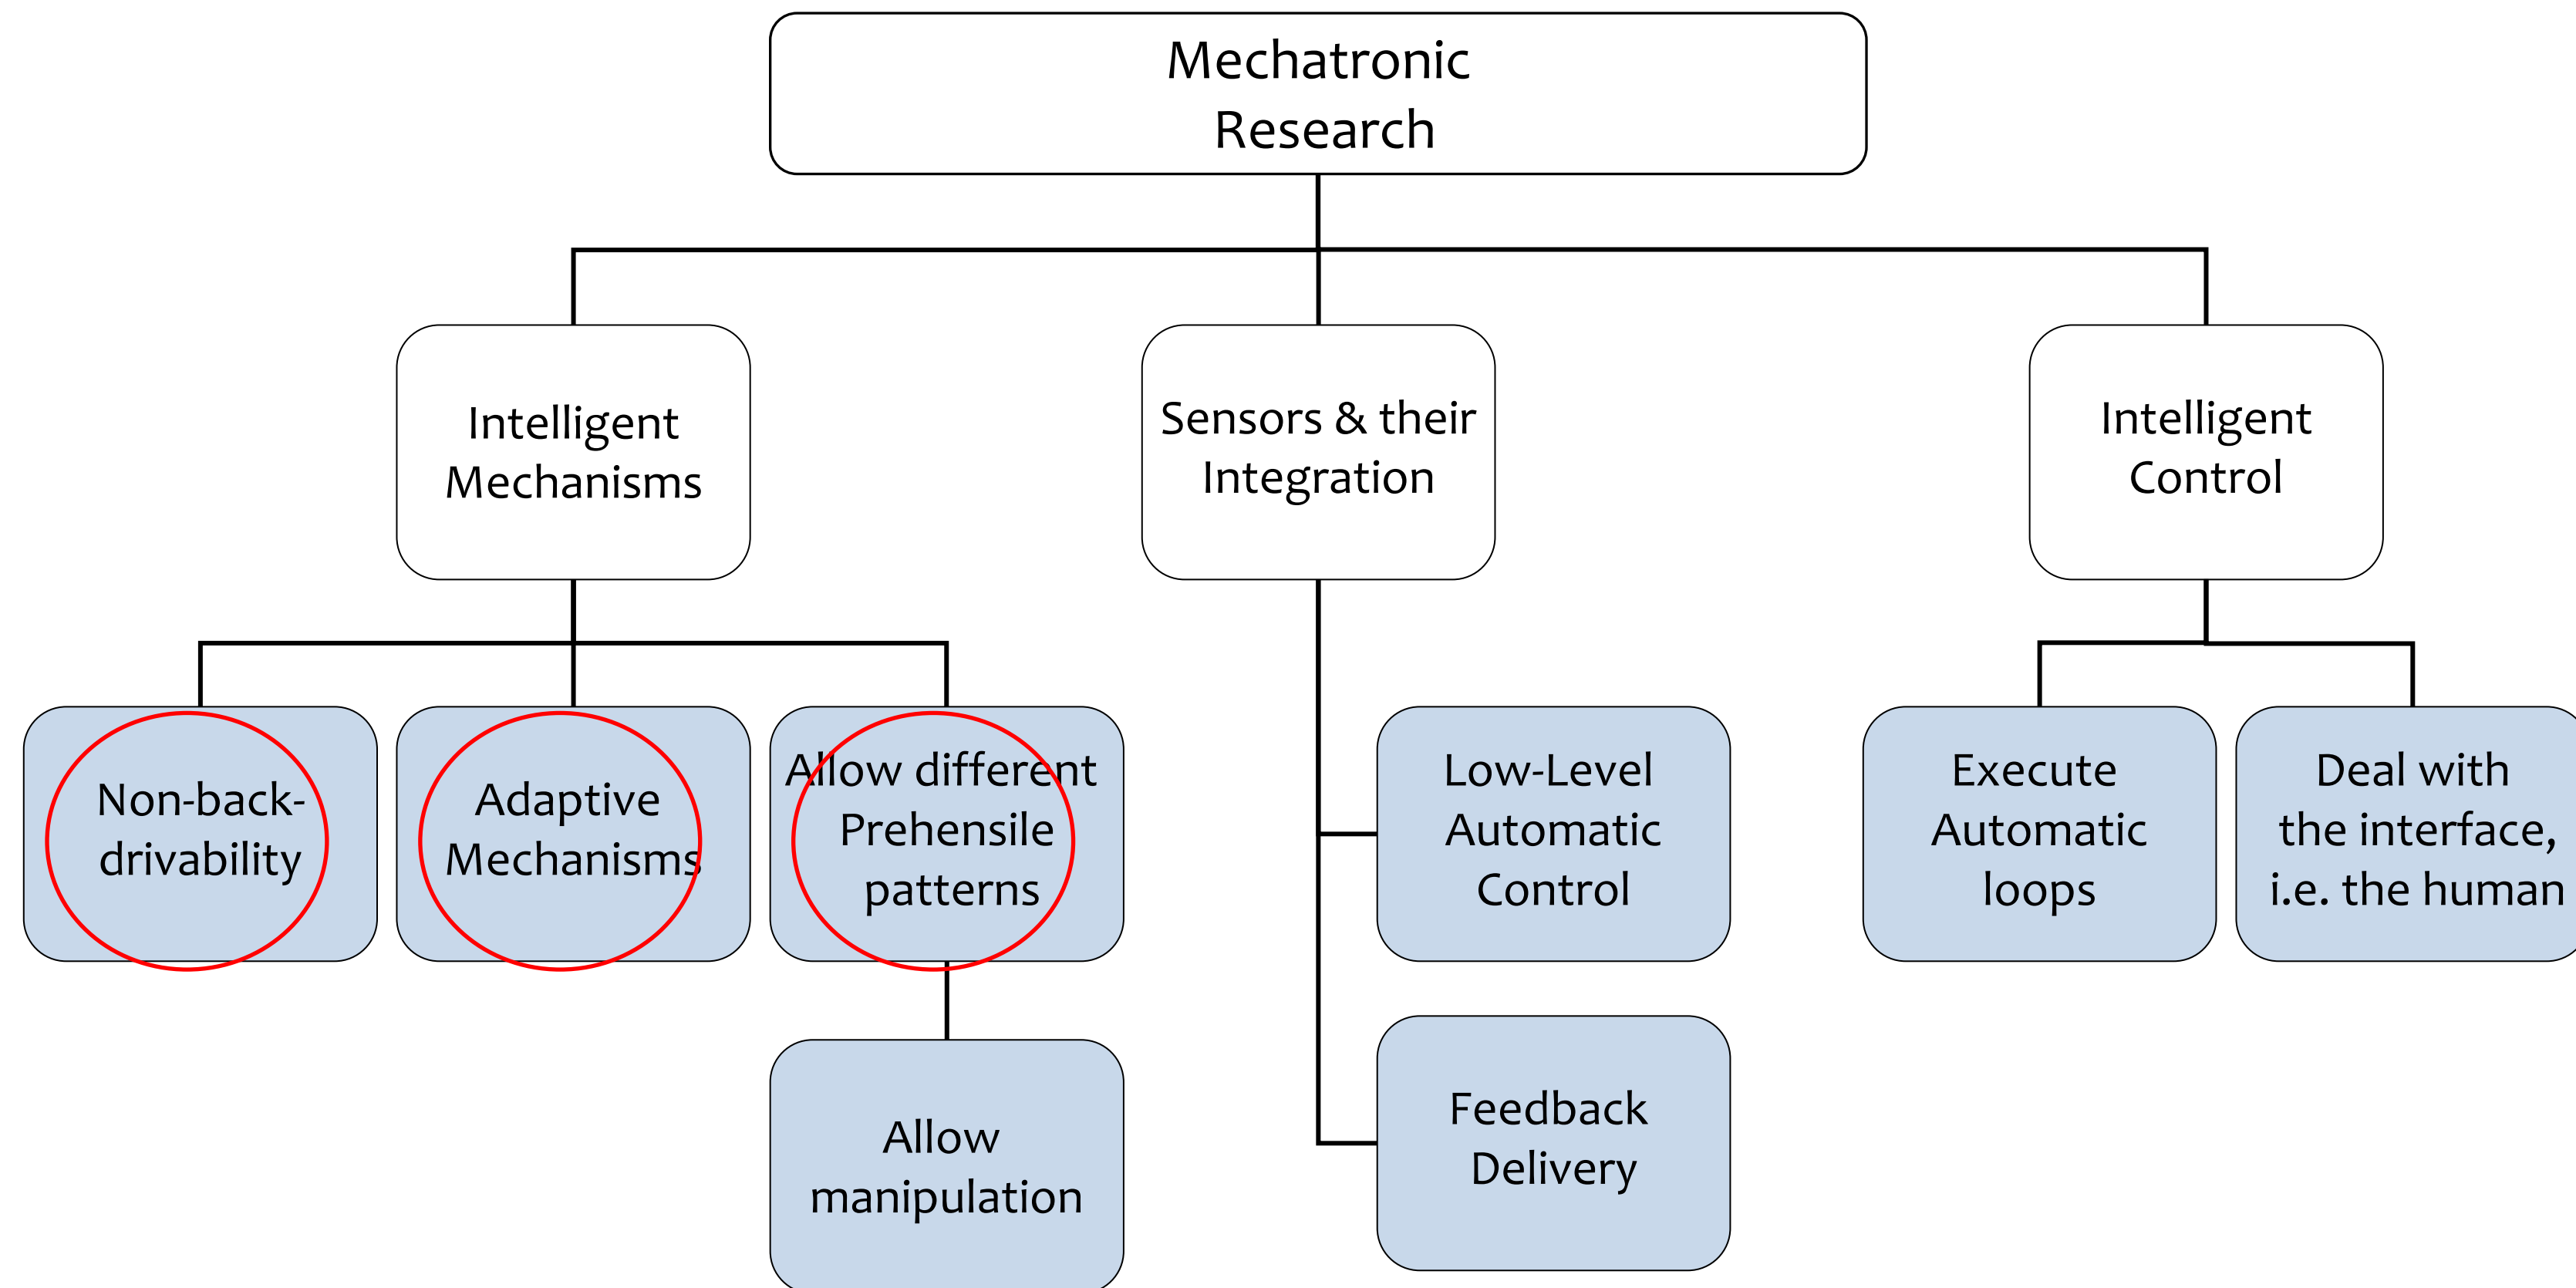 Mechatronic
Research
Intelligent
Mechanisms
Sensors & their
Integration
Intelligent
Control
Non-back-
drivability
Adaptive
Mechanisms
Allow different
Prehensile
patterns
Low-Level
Automatic
Control
Execute
Automatic
loops
Deal with
the interface,
i.e. the human
Allow
manipulation
Feedback
Delivery